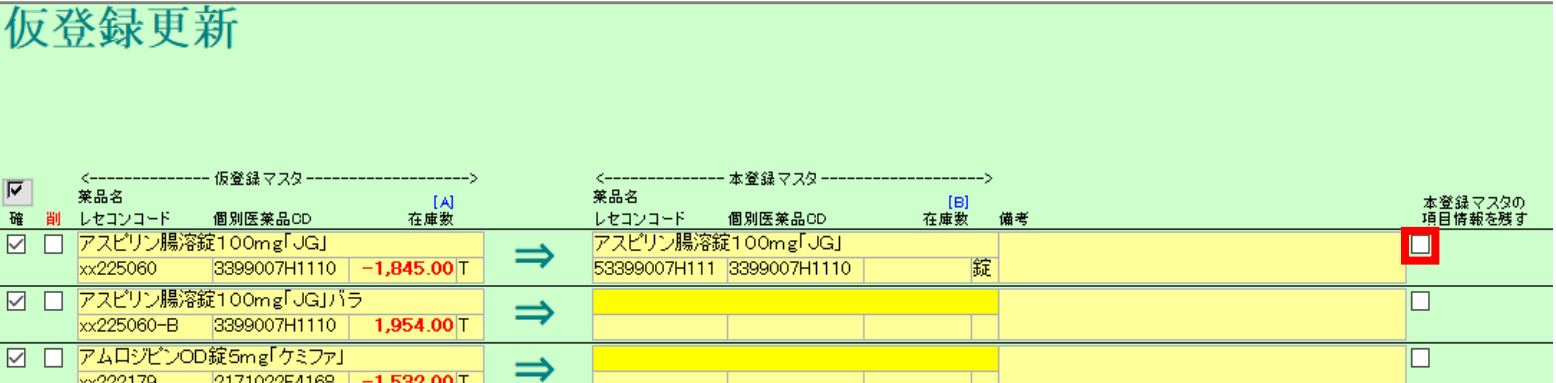 仮登録更新
<-------------- 仮登録マスタ ------------------->
<-------------- 本登録マスタ ------------------->
薬品名 [A] 薬品名 [B] 本登録マスタの
確 削 レセコンコード 個別医薬品CD 在庫数 レセコンコード 個別医薬品CD 在庫数 備考 項目情報を残す
アスピリン腸溶錠100mg「JG」 ⇒ アスピリン腸溶錠100mg「JG」
xx225060 3399007H1110 -1,845.00 T 53399007H111 3399007H1110 錠
アスピリン腸溶錠100mg「JG」バラ ⇒
xx225060-B 3399007H1110 1,954.00 T
アムロジピンOD錠5mg「ケミファ」 ⇒
xx222179 2171022F4168 -1,532.00 T